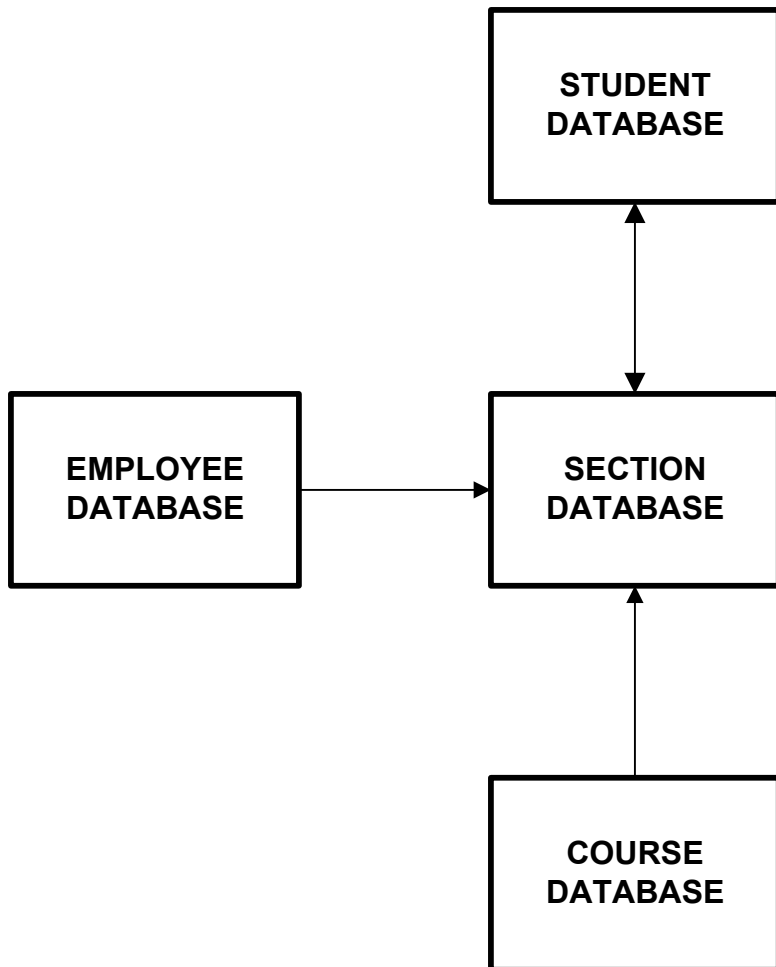 STUDENT
DATABASE
EMPLOYEE
DATABASE
SECTION
DATABASE
COURSE
DATABASE